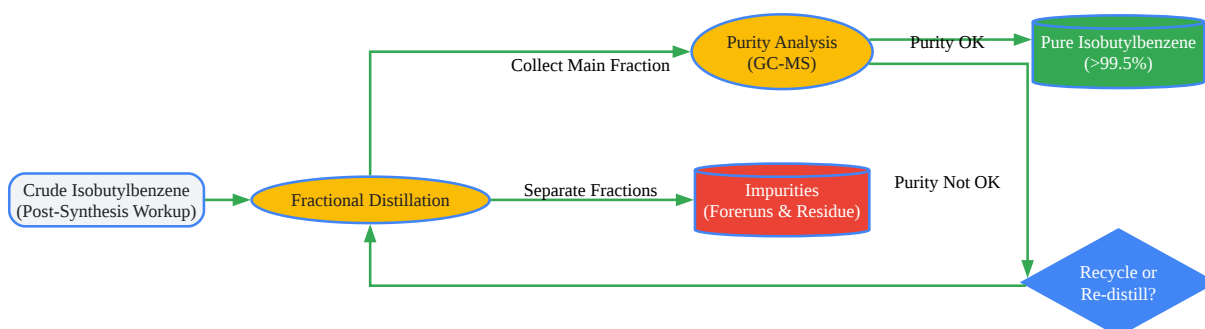 Purity Analysis
(GC-MS)
Purity OK
Pure Isobutylbenzene
(>99.5%)
Collect Main Fraction
Crude Isobutylbenzene
(Post-Synthesis Workup)
Fractional Distillation
Separate Fractions
Impurities
(Foreruns & Residue)
Purity Not OK
Recycle or
Re-distill?